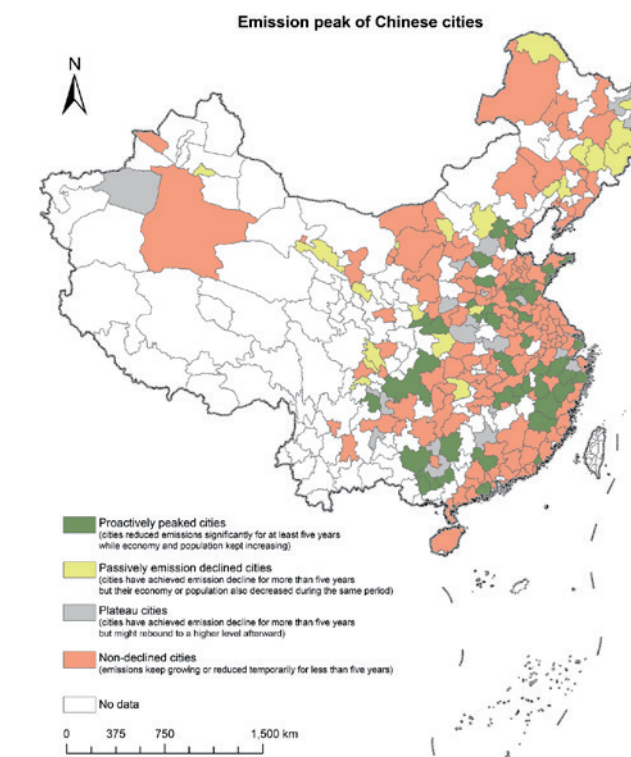 Emission peak of Chinese cities
N
Proactively peaked cities
(cities reduced emissions significantly for at least five years
while economy and population kept increasing)
Passively emission declined cities
(cities have achieved emission decline for more than five years
but their economy or population also decreased during the same period)
Plateau cities
(cities have achieved emission decline for more than five years
but might rebound to a higher level afterward)
Non-declined cities
(emissions keep growing or reduced temporarily for less than five years)
No data
0 375 750 1,500 km